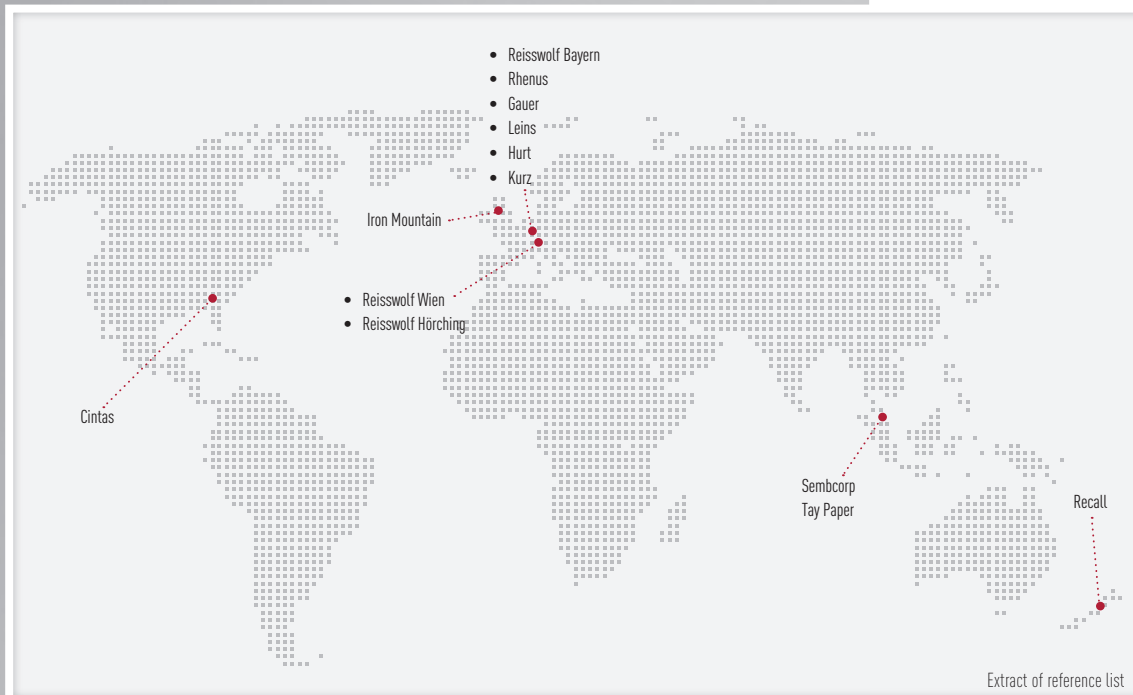 • Reisswolf Bayern
• Rhenus
• Gauer
• Leins
• Hurt
• Kurz
Iron Mountain
• Reisswolf Wien
• Reisswolf Hörching
Cintas
Sembcorp
Tay Paper
Recall
Extract of reference list